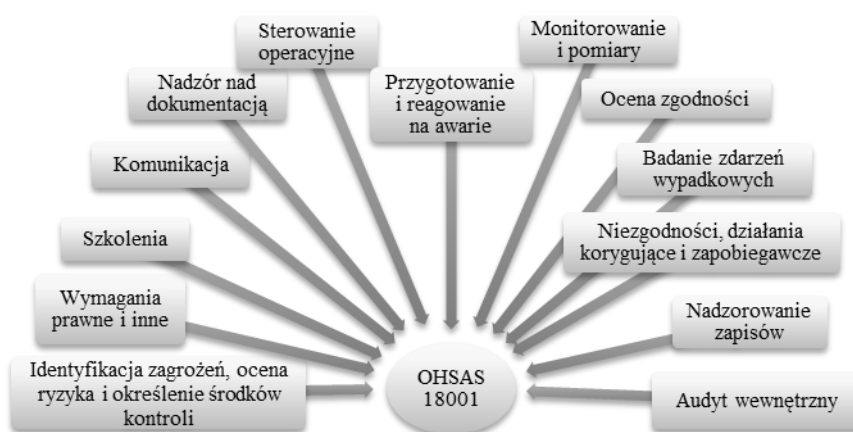 Sterowanie
operacyjne
Monitorowanie
i pomiary
Nadzór nad
dokumentacją
Przygotowanie
i reagowanie
na awarie
Ocena zgodności
Komunikacja
Badanie zdarzeń
wypadkowych
Szkolenia
Niezgodności, działania
korygujące i zapobiegawcze
Wymagania
prawne i inne
Nadzorowanie
zapisów
Identyfikacja zagrożeń, ocena
ryzyka i określenie środków
kontroli
OHSAS
18001
Audyt wewnętrzny